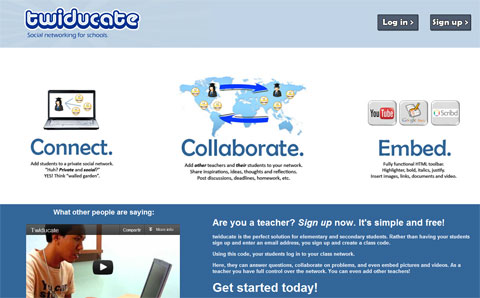 twiducate
Social networking for schools.
Log in >
Sign up >
Connect.
Add students to a private social network.
"Huh? Private and social?"
YES! Think "walled garden".
Collaborate.
Add other teachers and their students to your network.
Share inspirations, ideas, thoughts and reflections.
Post discussions, deadlines, homework, etc.
YouTube
Scribd
Embed.
Fully functional HTML toolbar:
Highlighter, bold, italics, justify.
Insert images, links, documents and video.
What other people are saying:
Twiducate
Compartir
Más info
Are you a teacher? Sign up now. It's simple and free!
twiducate is the perfect solution for elementary and secondary students. Rather than having your students
sign up and enter an email address, you signup and create a class code.
Using this code, your students log in to your class network.
Here, they can answer questions, collaborate on problems, and even embed pictures and videos. As a
teacher you have full control over the network. You can even add other teachers!
Get started today!